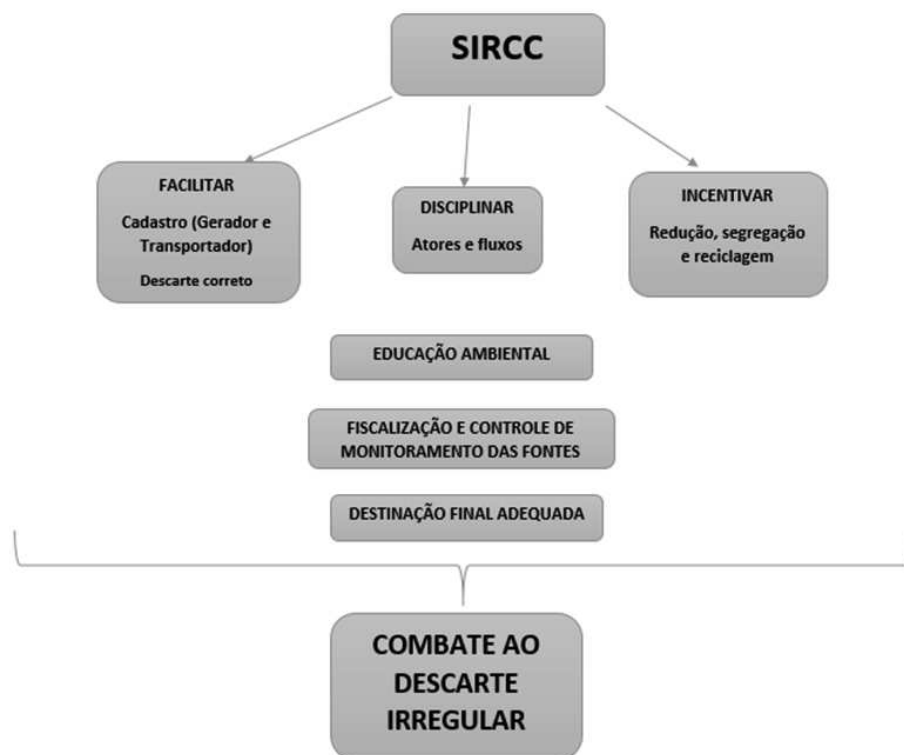 SIRCC
FACILITAR
Cadastro (Gerador e
Transportador)
Descarte correto
DISCIPLINAR
Atores e fluxos
INCENTIVAR
Redução, segregação
e reciclagem
EDUCAÇÃO AMBIENTAL
FISCALIZAÇÃO E CONTROLE DE
MONITORAMENTO DAS FONTES
DESTINAÇÃO FINAL ADEQUADA
COMBATE AO
DESCARTE
IRREGULAR